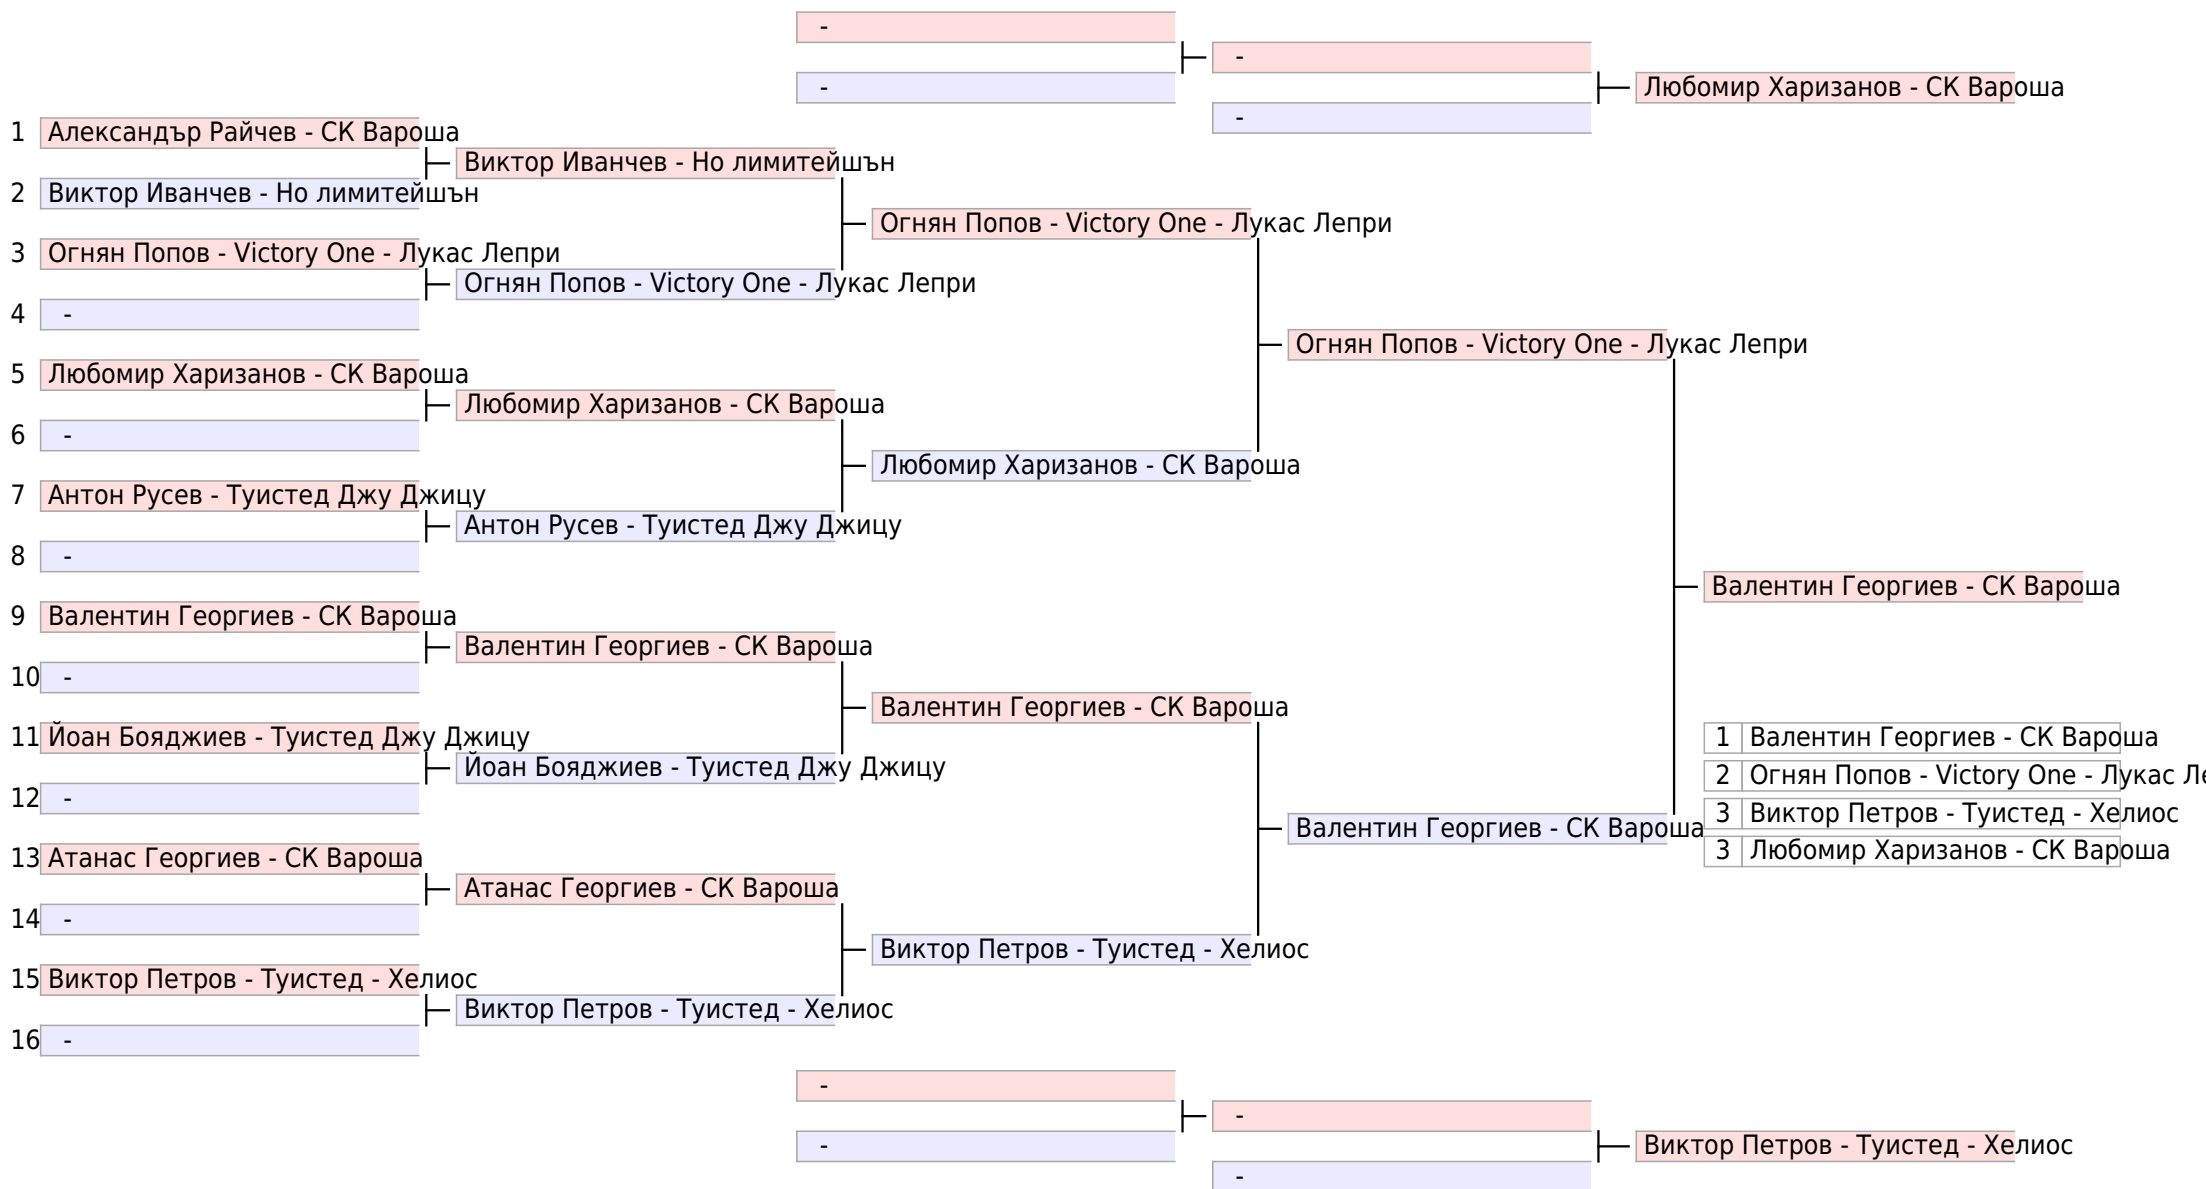 -
-
-
-
-
Любомир Харизанов - СК Вароша
1 Александър Райчев - СК Вароша
2 Виктор Иванчев - Но лимитейшън
3 Огнян Попов - Victory One - Лукас Лепри
4 -
5 Любомир Харизанов - СК Вароша
6 -
7 Антон Русев - Туистед Джу Джицу
8 -
9 Валентин Георгиев - СК Вароша
10 -
11 Йоан Бояджиев - Туистед Джу Джицу
12 -
13 Атанас Георгиев - СК Вароша
14 -
15 Виктор Петров - Туистед - Хелиос
16 -
Виктор Иванчев - Но лимитейшън
Огнян Попов - Victory One - Лукас Лепри
Любомир Харизанов - СК Вароша
Антон Русев - Туистед Джу Джицу
Валентин Георгиев - СК Вароша
Йоан Бояджиев - Туистед Джу Джицу
Атанас Георгиев - СК Вароша
Виктор Петров - Туистед - Хелиос
Огнян Попов - Victory One - Лукас Лепри
Любомир Харизанов - СК Вароша
Валентин Георгиев - СК Вароша
Виктор Петров - Туистед - Хелиос
Огнян Попов - Victory One - Лукас Лепри
Валентин Георгиев - СК Вароша
Валентин Георгиев - СК Вароша
1 Валентин Георгиев - СК Вароша
2 Огнян Попов - Victory One - Лукас
3 Виктор Петров - Туистед - Хелиос
3 Любомир Харизанов - СК Вароша
-
-
-
-
Виктор Петров - Туистед - Хелиос